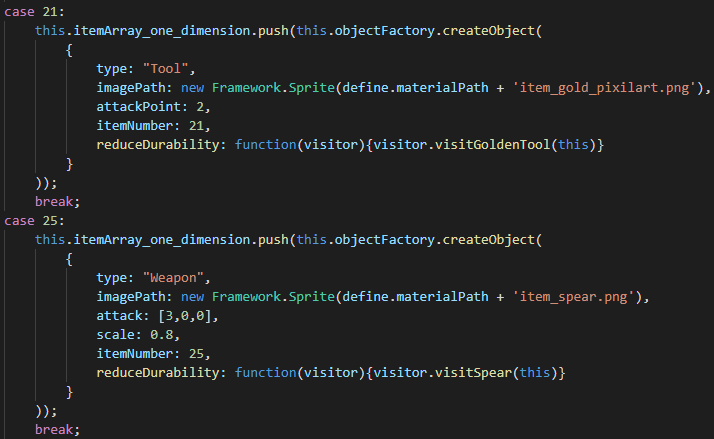 case 21:
    this.itemArray_one_dimension.push(this.objectFactory.createObject(
        {
            type: "Tool",
            imagePath: new Framework.Sprite(define.materialPath + 'item_gold_pixilart.png'),
            attackPoint: 2,
            itemNumber: 21,
            reduceDurability: function(visitor){visitor.visitGoldenTool(this)}
        }
    ));
    break;
case 25:
    this.itemArray_one_dimension.push(this.objectFactory.createObject(
        {
            type: "Weapon",
            imagePath: new Framework.Sprite(define.materialPath + 'item_spear.png'),
            attack: [3,0,0],
            scale: 0.8,
            itemNumber: 25,
            reduceDurability: function(visitor){visitor.visitSpear(this)}
        }
    ));
    break;